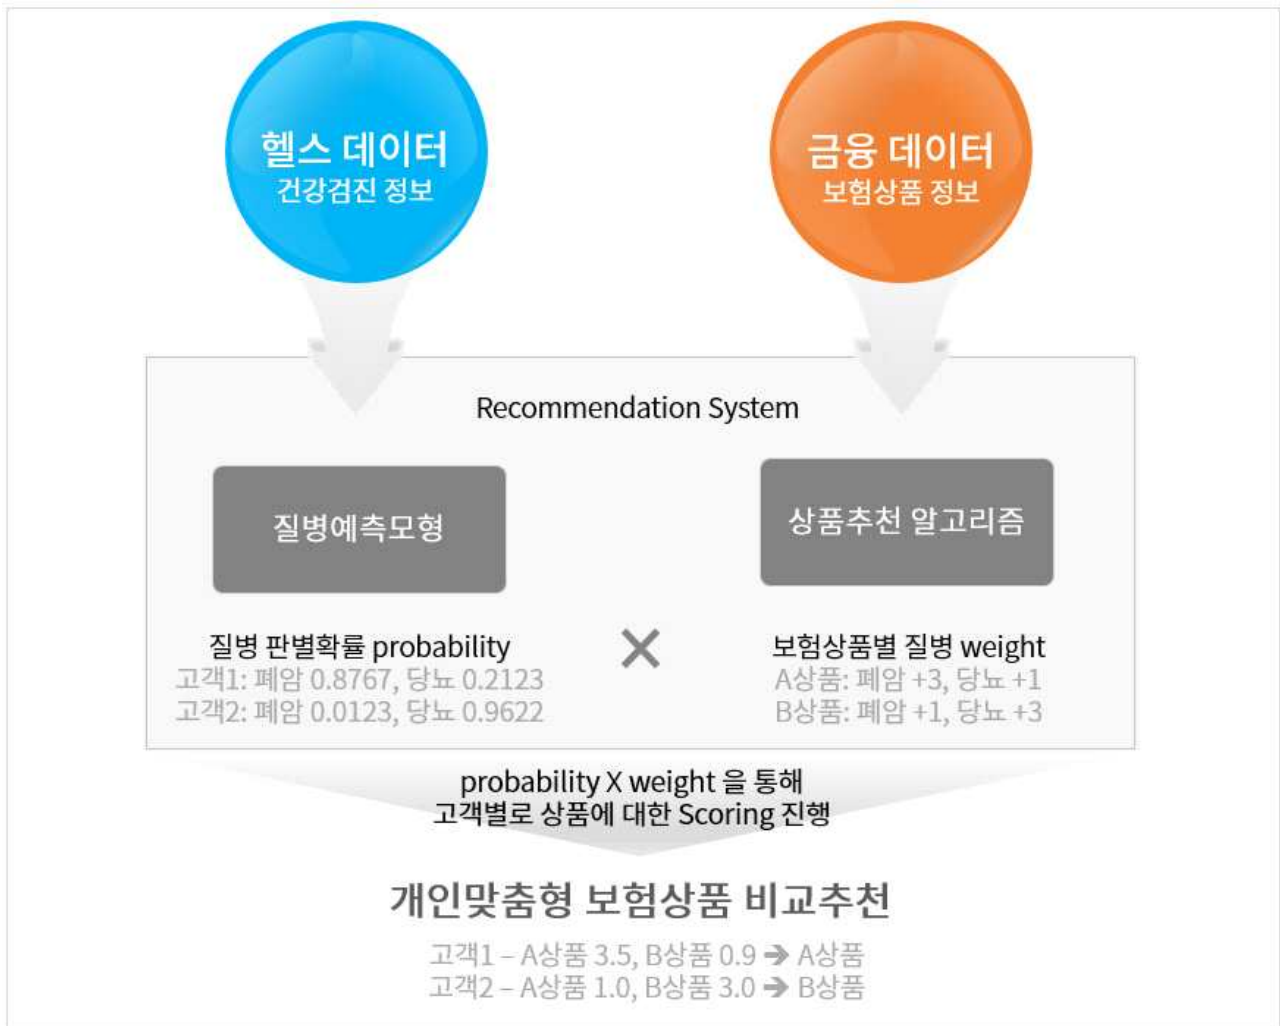 헬스 데이터
건강검진 정보
금융 데이터
보험상품 정보
Recommendation System
질병예측모형
상품추천 알고리즘
질병 판별확률 probability
고객1: 폐암 0.8767, 당뇨 0.2123
고객2: 폐암 0.0123, 당뇨 0.9622
×
보험상품별 질병 weight
A상품: 폐암 +3, 당뇨 +1
B상품: 폐암 +1, 당뇨 +3
probability X weight 을 통해
고객별로 상품에 대한 Scoring 진행
개인맞춤형 보험상품 비교추천
고객1 – A상품 3.5, B상품 0.9 ➔ A상품
고객2 – A상품 1.0, B상품 3.0 ➔ B상품